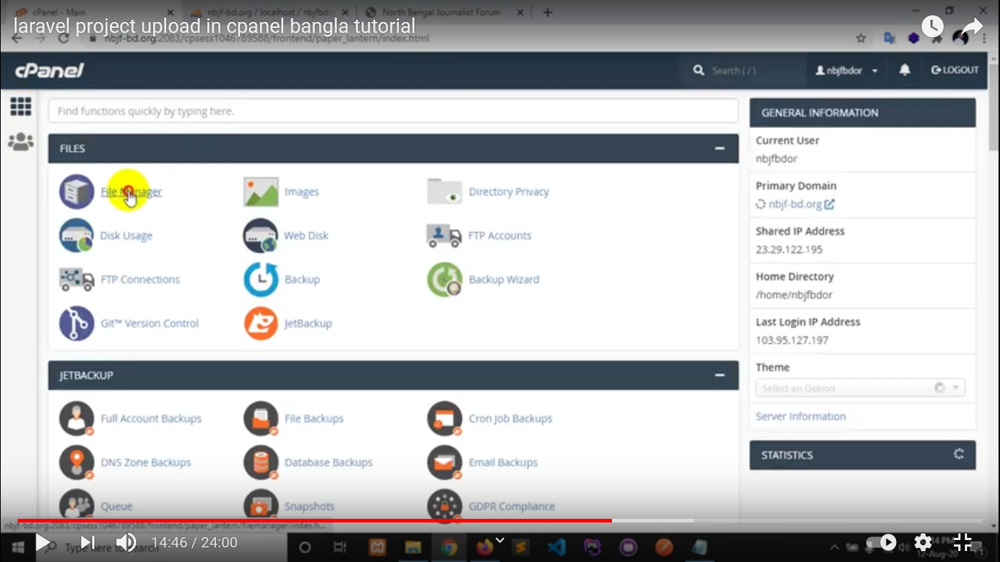 cPanel - Main
nbjf-bd.org / localhost / nbjfbd
North Bengal Journalist Forum
laravel project upload in cpanel bangla tutorial
nbjf-bd.org:2083/cpsess1046789588/frontend/paper_lantern/index.html
cPanel
Search ( / )
nbjfbdor
LOGOUT
Find functions quickly by typing here.
FILES
File Manager
Images
Directory Privacy
Disk Usage
Web Disk
FTP Accounts
FTP Connections
Backup
Backup Wizard
Git™ Version Control
JetBackup
JETBACKUP
Full Account Backups
File Backups
Cron Job Backups
DNS Zone Backups
Database Backups
Email Backups
Queue
Snapshots
GDPR Compliance
GENERAL INFORMATION
Current User
nbjfbdor
Primary Domain
nbjf-bd.org
Shared IP Address
23.29.122.195
Home Directory
/home/nbjfbdor
Last Login IP Address
103.95.127.197
Theme
Select an Option
Server Information
STATISTICS
nbjf-bd.org:2083/cpsess1046789588/frontend/paper_lantern/filemanager/index.h...
14:46 / 24:00
Type here to search
PM
12-Aug-20